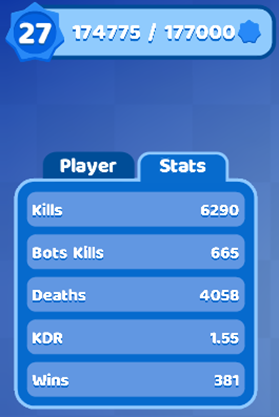 27 174775 / 177000
Player Stats
Kills 6290
Bots Kills 665
Deaths 4058
KDR 1.55
Wins 381